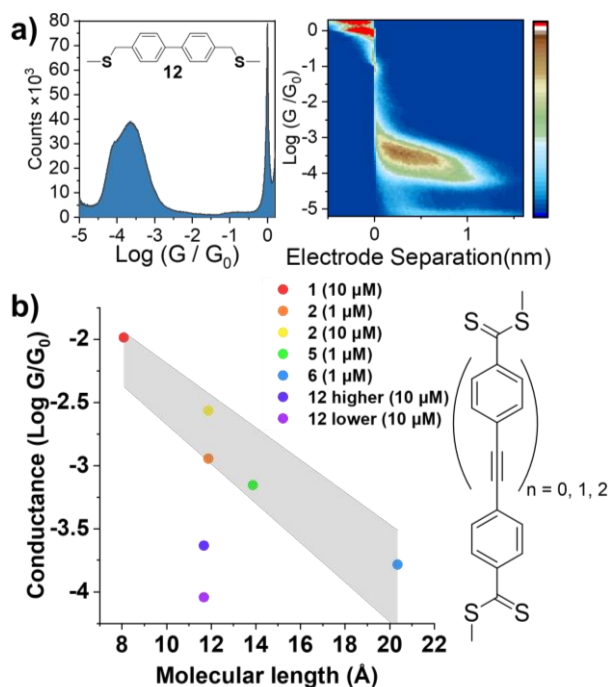 a)
80
70
60
50
40
30
20
10
0
Counts ×10³
S
S
12
-5 -4 -3 -2 -1 0
Log (G / G₀)
0
-1
-2
-3
-4
-5
Log (G /G₀)
0 1
Electrode Separation(nm)
b)
-2
-2.5
-3
-3.5
-4
Conductance (Log G/G₀)
8 10 12 14 16 18 20 22
Molecular length (Å)
1 (10 µM)
2 (1 µM)
2 (10 µM)
5 (1 µM)
6 (1 µM)
12 higher (10 µM)
12 lower (10 µM)
S
S
n = 0, 1, 2
S
S